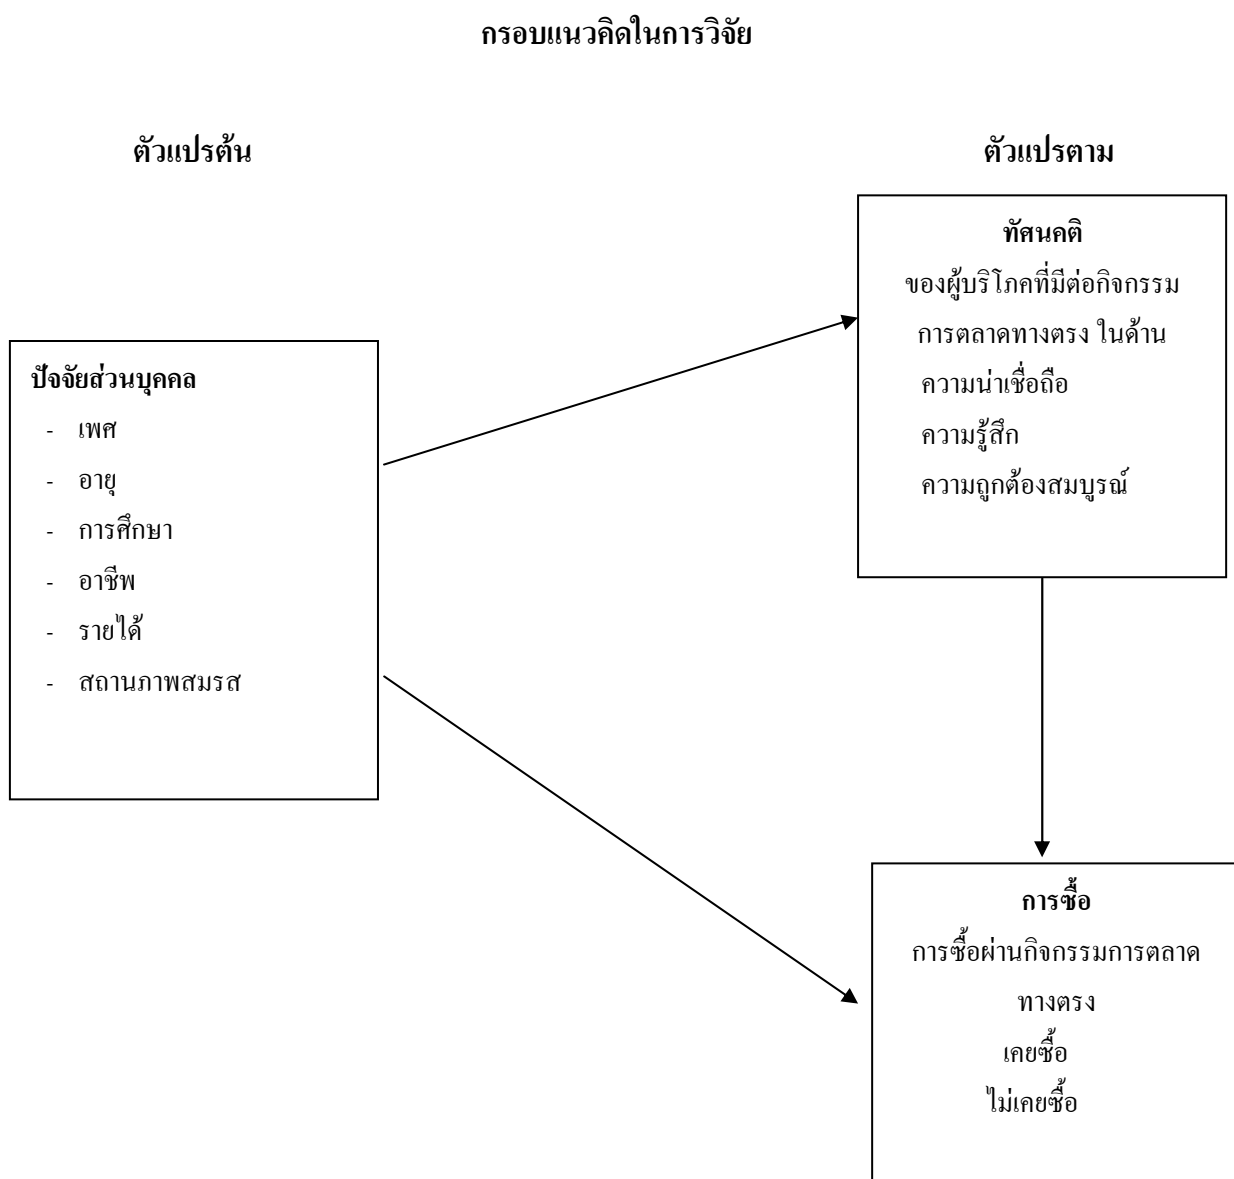 กรอบแนวคิดในการวิจัย
ตัวแปรต้น
ตัวแปรตาม
ปัจจัยส่วนบุคคล
- เพศ
- อายุ
- การศึกษา
- อาชีพ
- รายได้
- สถานภาพสมรส
ทัศนคติ
ของผู้บริโภคที่มีต่อกิจกรรม
การตลาดทางตรง ในด้าน
ความน่าเชื่อถือ
ความรู้สึก
ความถูกต้องสมบูรณ์
การซื้อ
การซื้อผ่านกิจกรรมการตลาด
ทางตรง
เคยซื้อ
ไม่เคยซื้อ